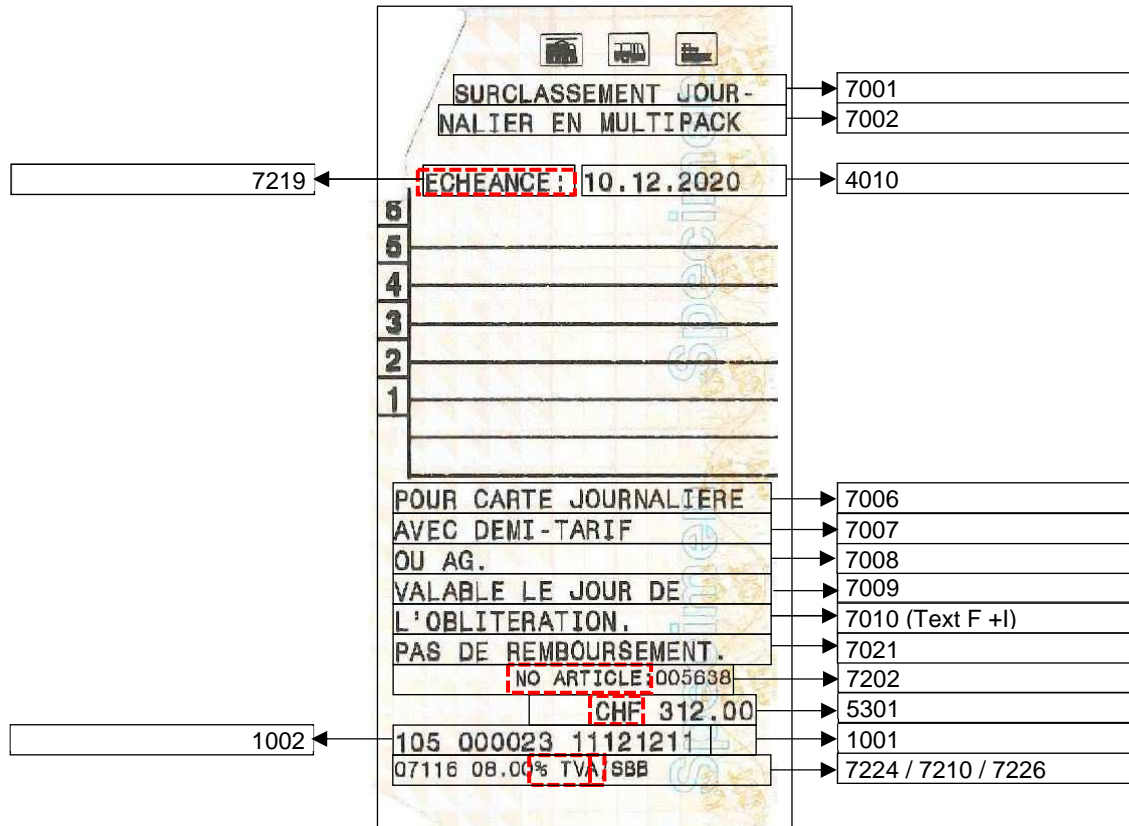 SURCLASSEMENT JOUR- 7001
NALIER EN MULTIPACK 7002
7219 ECHEANCE: 10.12.2020 4010
6
5
4
3
2
1
POUR CARTE JOURNALIERE 7006
AVEC DEMI-TARIF 7007
OU AG. 7008
VALABLE LE JOUR DE 7009
L'OBLITERATION. 7010 (Text F +I)
PAS DE REMBOURSEMENT. 7021
NO ARTICLE:005638 7202
CHF 312.00 5301
1002 105 000023 11121211 1001
07116 08.00% TVA/SBB 7224 / 7210 / 7226
Specimen
Specimen